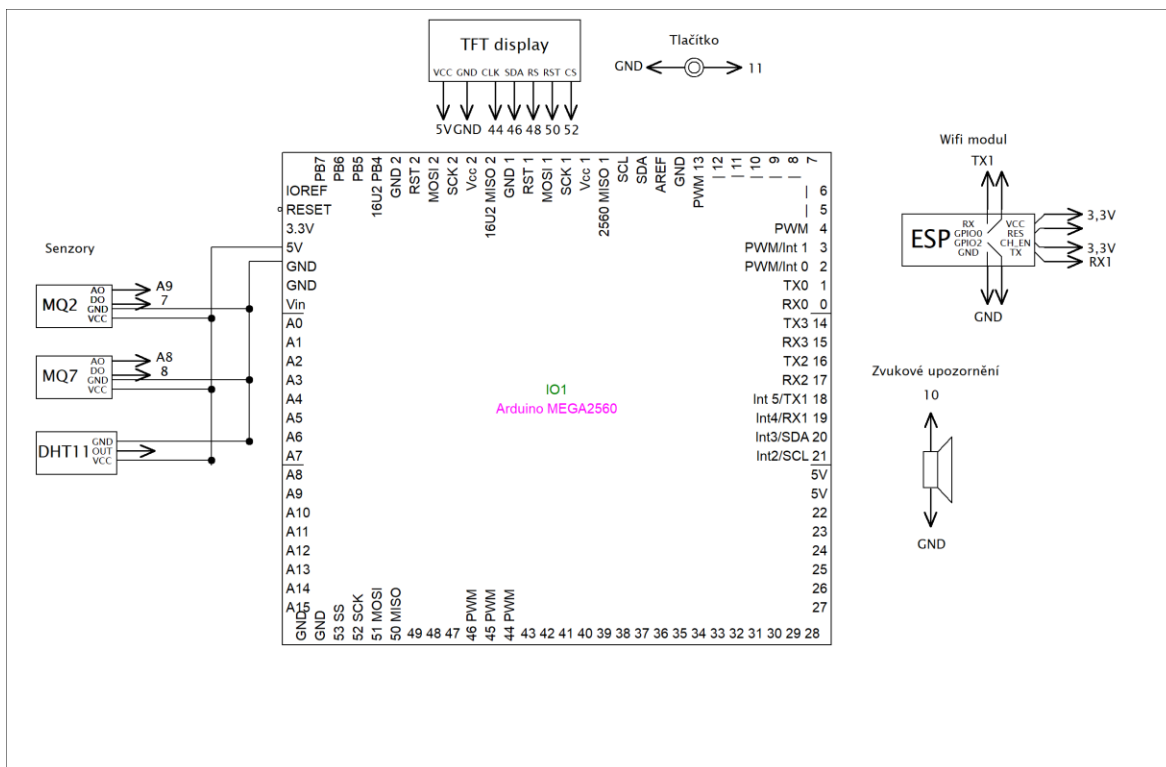 TFT display
VCC GND CLK SDA RS RST CS
5V GND 44 46 48 50 52
Tlačítko
GND 11
Wifi modul
TX1
ESP
RX
GPIO0
GPIO2
GND
VCC
RES
CH_EN
TX
3,3V
3,3V
RX1
GND
Senzory
MQ2
AO
DO
GND
VCC
A9
7
MQ7
AO
DO
GND
VCC
A8
8
DHT11
GND
OUT
VCC
PB7
PB6
PB5
16U2 PB4
GND 2
RST 2
MOSI 2
SCK 2
Vcc 2
16U2 MISO 2
GND 1
RST 1
MOSI 1
SCK 1
Vcc 1
2560 MISO 1
SCL
SDA
AREF
GND
PWM 13
| 12
| 11
| 10
| 9
| 8
7
IOREF
RESET
3.3V
5V
GND
GND
Vin
A0
A1
A2
A3
A4
A5
A6
A7
A8
A9
A10
A11
A12
A13
A14
A15
| 6
| 5
PWM 4
PWM/Int 1 3
PWM/Int 0 2
TX0 1
RX0 0
TX3 14
RX3 15
TX2 16
RX2 17
Int 5/TX1 18
Int4/RX1 19
Int3/SDA 20
Int2/SCL 21
5V
5V
22
23
24
25
26
27
IO1
Arduino MEGA2560
GND
GND
53 SS
52 SCK
51 MOSI
50 MISO
49
48
47
46 PWM
45 PWM
44 PWM
43
42
41
40
39
38
37
36
35
34
33
32
31
30
29
28
Zvukové upozornění
10
GND